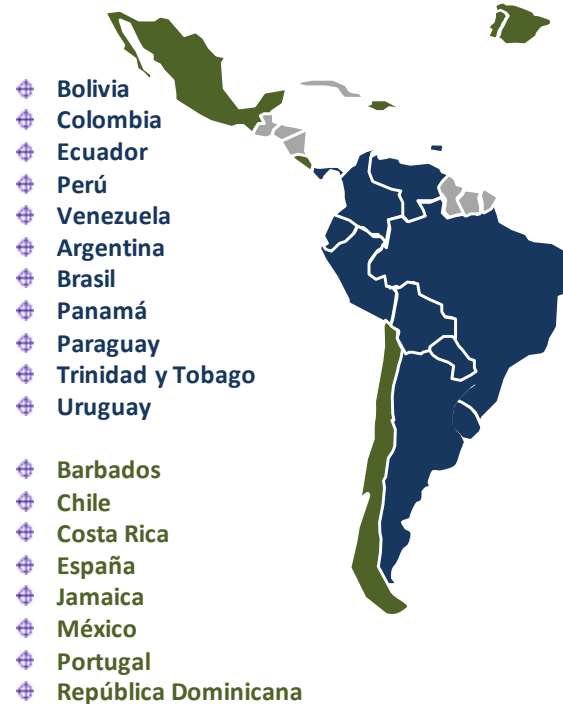 Bolivia
Colombia
Ecuador
Perú
Venezuela
Argentina
Brasil
Panamá
Paraguay
Trinidad y Tobago
Uruguay
Barbados
Chile
Costa Rica
España
Jamaica
México
Portugal
República Dominicana